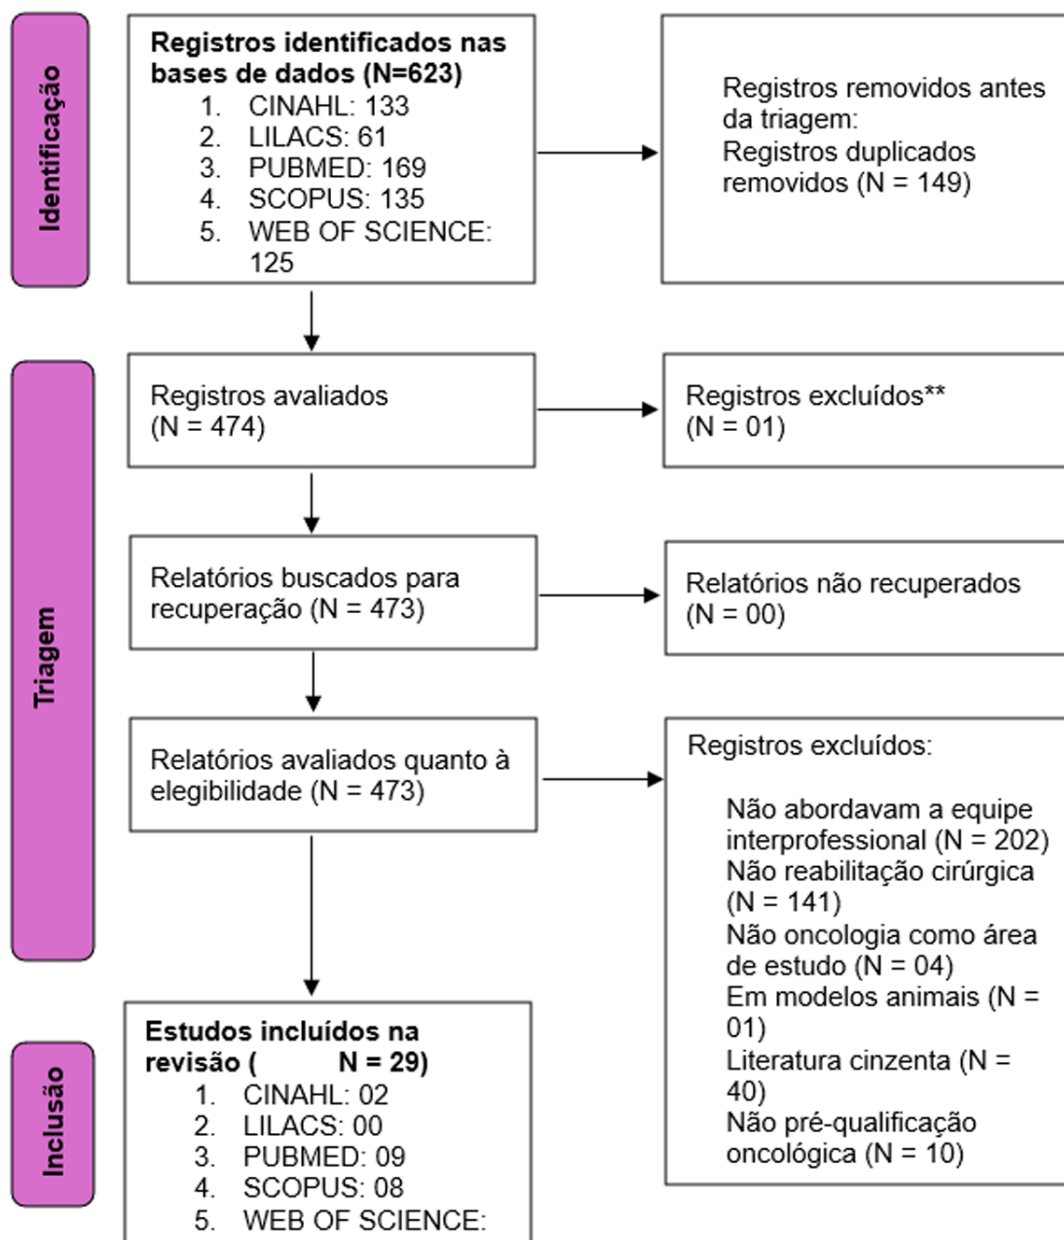 Identificação
Registros identificados nas
bases de dados (N=623)
1. CINAHL: 133
2. LILACS: 61
3. PUBMED: 169
4. SCOPUS: 135
5. WEB OF SCIENCE:
125
Registros removidos antes
da triagem:
Registros duplicados
removidos (N = 149)
Triagem
Registros avaliados
(N = 474)
Registros excluídos**
(N = 01)
Relatórios buscados para
recuperação (N = 473)
Relatórios não recuperados
(N = 00)
Relatórios avaliados quanto à
elegibilidade (N = 473)
Registros excluídos:
Não abordavam a equipe
interprofessional (N = 202)
Não reabilitação cirúrgica
(N = 141)
Não oncologia como área
de estudo (N = 04)
Em modelos animais (N =
01)
Literatura cinzenta (N =
40)
Não pré-qualificação
oncológica (N = 10)
Inclusão
Estudos incluídos na
revisão ( N = 29)
1. CINAHL: 02
2. LILACS: 00
3. PUBMED: 09
4. SCOPUS: 08
5. WEB OF SCIENCE: